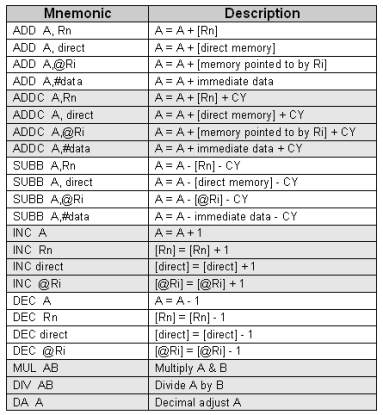 Mnemonic Description
ADD A, Rn A = A + [Rn]
ADD A, direct A = A + [direct memory]
ADD A,@Ri A = A + [memory pointed to by Ri]
ADD A,#data A = A + immediate data
ADDC A,Rn A = A + [Rn] + CY
ADDC A, direct A = A + [direct memory] + CY
ADDC A,@Ri A = A + [memory pointed to by Ri] + CY
ADDC A,#data A = A + immediate data + CY
SUBB A,Rn A = A - [Rn] - CY
SUBB A, direct A = A - [direct memory] - CY
SUBB A,@Ri A = A - [@Ri] - CY
SUBB A,#data A = A - immediate data - CY
INC A A = A + 1
INC Rn [Rn] = [Rn] + 1
INC direct [direct] = [direct] + 1
INC @Ri [@Ri] = [@Ri] + 1
DEC A A = A - 1
DEC Rn [Rn] = [Rn] - 1
DEC direct [direct] = [direct] - 1
DEC @Ri [@Ri] = [@Ri] - 1
MUL AB Multiply A & B
DIV AB Divide A by B
DA A Decimal adjust A